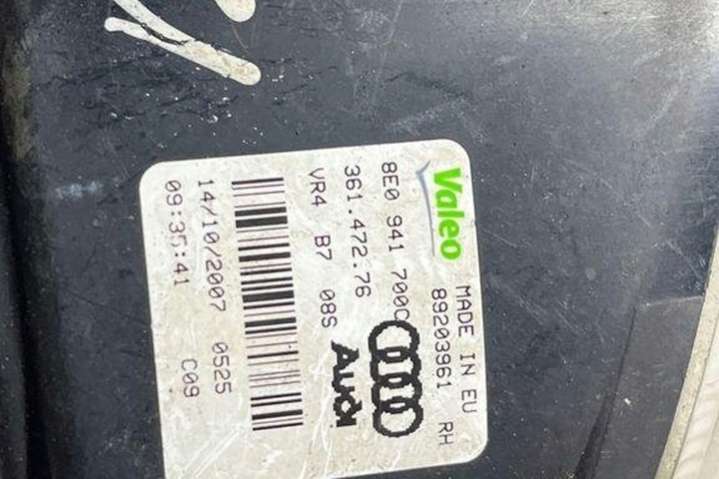 Valeo
MADE IN EU
89203961 RH
8E0 941 700C
361.472.76
VR4 B7 08S
Audi
14/10/2007 0525
09:35:41 C09